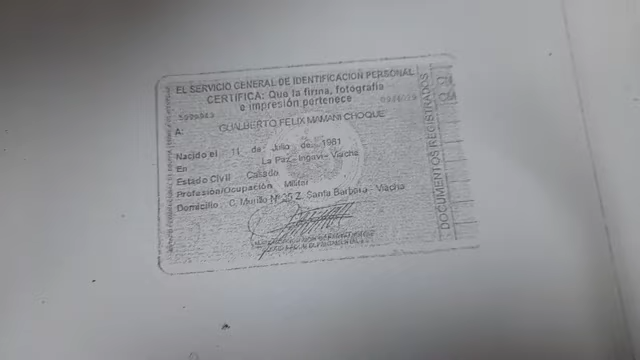 EL SERVICIO GENERAL DE IDENTIFICACION PERSONAL
CERTIFICA: Que la firma, fotografía
e impresión pertenece
A: GUALBERTO FELIX MAMANI CHOQUE
Nacido el 11 de Julio de 1981
En La Paz - Ingavi - Viacha
Estado Civil Casado
Profesión/Ocupación Militar
Domicilio C. Murillo Nº 25 Z. Santa Barbara - Viacha
DOCUMENTOS REGISTRADOS